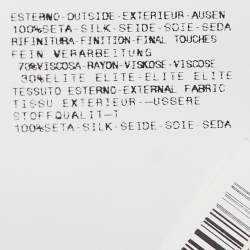 ESTERNO-OUTSIDE-EXTERIEUR-AUSEN
100%SETA-SILK-SEIDE-SOIE-SEDA
RIFINITURA-FINITION-FINAL TOUCHES
FEIN VERARBEITUNG
70%VISCOSA-RAYON-VISKOSE-VISCOSE
30%ELITE ELITE-ELITE ELITE
TESSUTO ESTERNO-EXTERNAL FABRIC
TISSU EXTERIEUR--USSERE
STOFFQUALIT-T
100%SETA-SILK-SEIDE-SOIE-SEDA